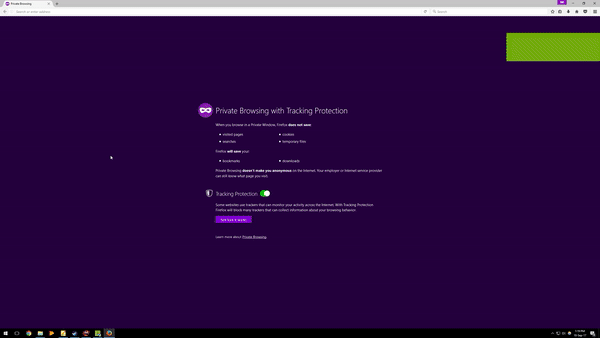 Private Browsing
Search or enter address
Search
Private Browsing with Tracking Protection
When you browse in a Private Window, Firefox does not save:
visited pages
cookies
searches
temporary files
Firefox will save your:
bookmarks
downloads
Private Browsing doesn't make you anonymous on the Internet. Your employer or Internet service provider
can still know what page you visit.
Tracking Protection
Some websites use trackers that can monitor your activity across the Internet. With Tracking Protection
Firefox will block many trackers that can collect information about your browsing behavior.
Learn more about Private Browsing.